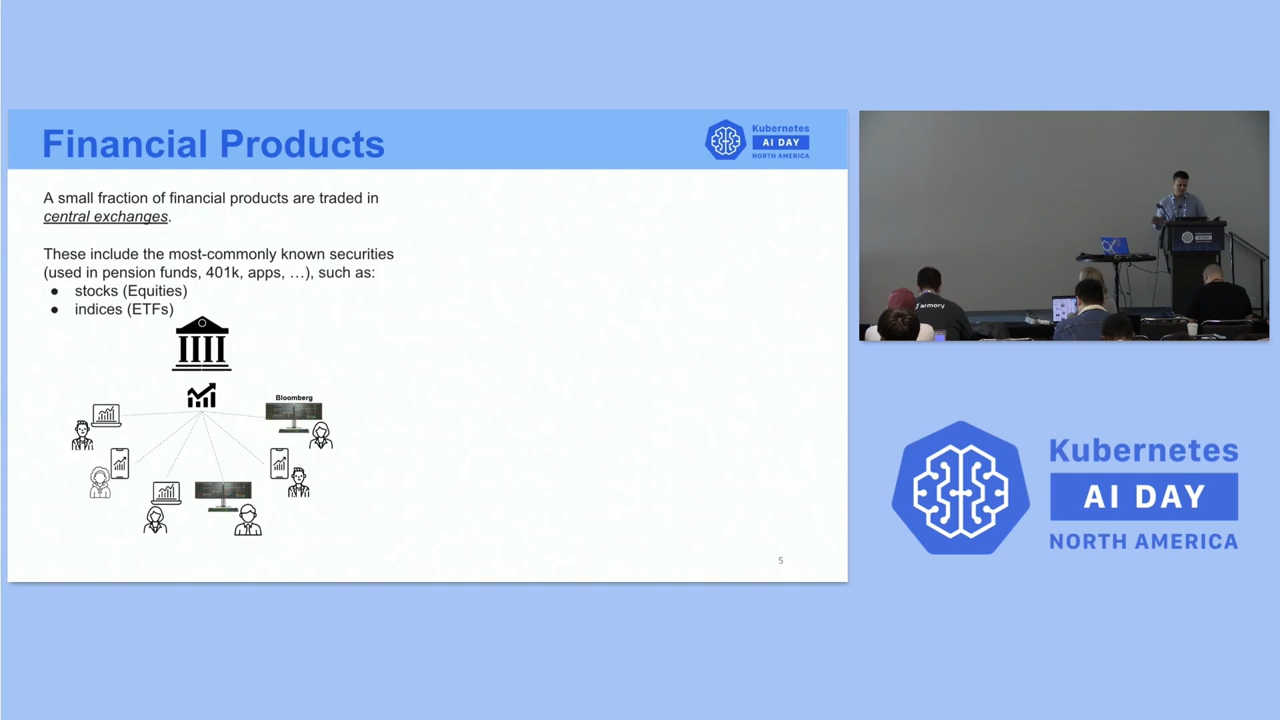 Financial Products
Kubernetes
AI DAY
NORTH AMERICA
A small fraction of financial products are traded in
central exchanges.
These include the most-commonly known securities
(used in pension funds, 401k, apps, …), such as:
● stocks (Equities)
● indices (ETFs)
Bloomberg
5
armory
Kubernetes
AI DAY
NORTH AMERICA